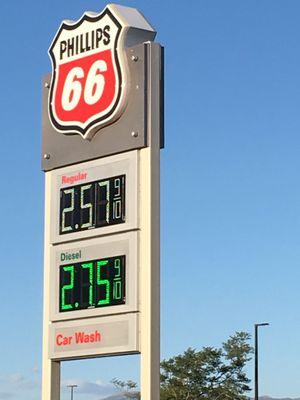 PHILLIPS
66
Regular
2.57 9/10
Diesel
2.75 9/10
Car Wash